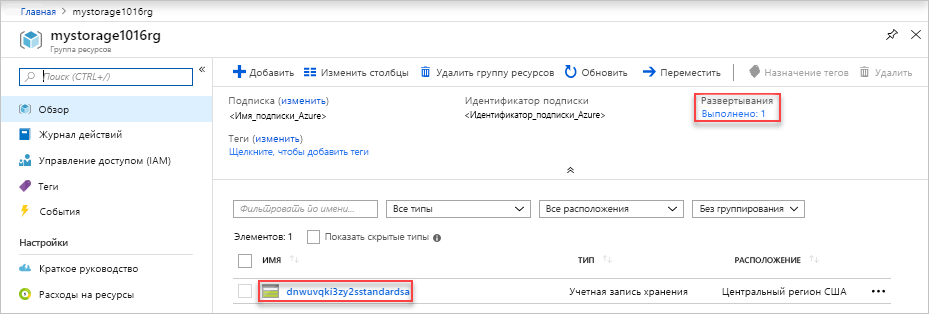 Главная > mystorage1016rg
mystorage1016rg
Группа ресурсов
Поиск (CTRL+/)
Обзор
Журнал действий
Управление доступом (IAM)
Теги
События
Настройки
Краткое руководство
Расходы на ресурсы
Добавить Изменить столбцы Удалить группу ресурсов Обновить Переместить Назначение тегов Удалить
Подписка (изменить) Идентификатор подписки Развертывания
<Имя_подписки_Azure> <Идентификатор_подписки_Azure> Выполнено: 1
Теги (изменить)
Щелкните, чтобы добавить теги
Фильтровать по имени... Все типы Все расположения Без группирования
Элементов: 1 Показать скрытые типы
ИМЯ ТИП РАСПОЛОЖЕНИЕ
dnwuvqki3zy2sstandardsa Учетная запись хранения Центральный регион США